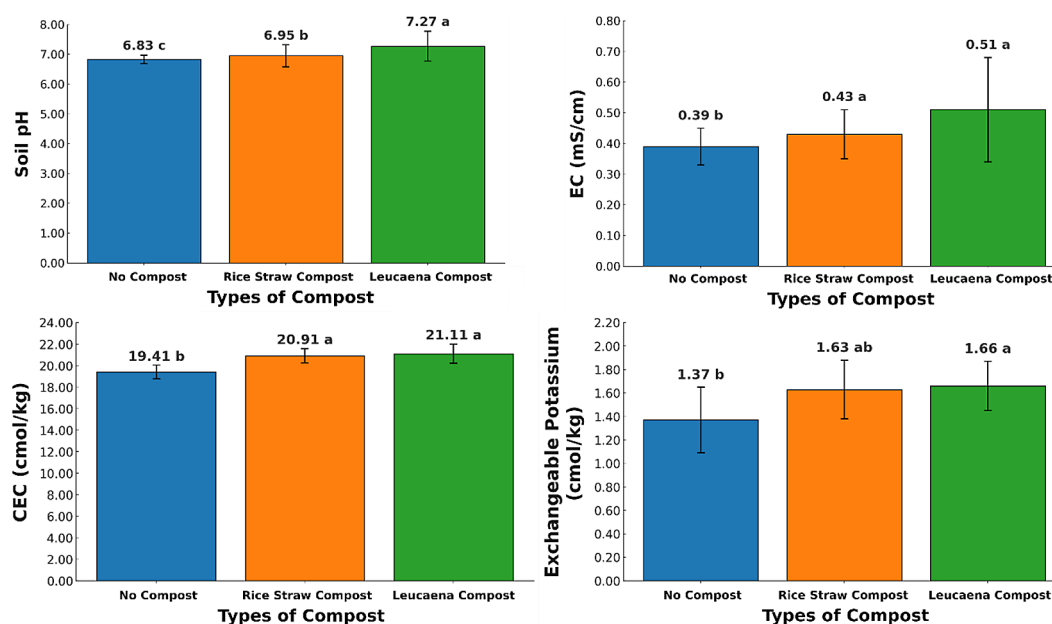 Soil pH
8.00
7.00
6.00
5.00
4.00
3.00
2.00
1.00
0.00
6.83 c
6.95 b
7.27 a
No Compost
Rice Straw Compost
Leucaena Compost
Types of Compost
EC (mS/cm)
0.80
0.70
0.60
0.50
0.40
0.30
0.20
0.10
0.00
0.39 b
0.43 a
0.51 a
No Compost
Rice Straw Compost
Leucaena Compost
Types of Compost
CEC (cmol/kg)
24.00
22.00
20.00
18.00
16.00
14.00
12.00
10.00
8.00
6.00
4.00
2.00
0.00
19.41 b
20.91 a
21.11 a
No Compost
Rice Straw Compost
Leucaena Compost
Types of Compost
Exchangeable Potassium
(cmol/kg)
2.20
2.00
1.80
1.60
1.40
1.20
1.00
0.80
0.60
0.40
0.20
0.00
1.37 b
1.63 ab
1.66 a
No Compost
Rice Straw Compost
Leucaena Compost
Types of Compost